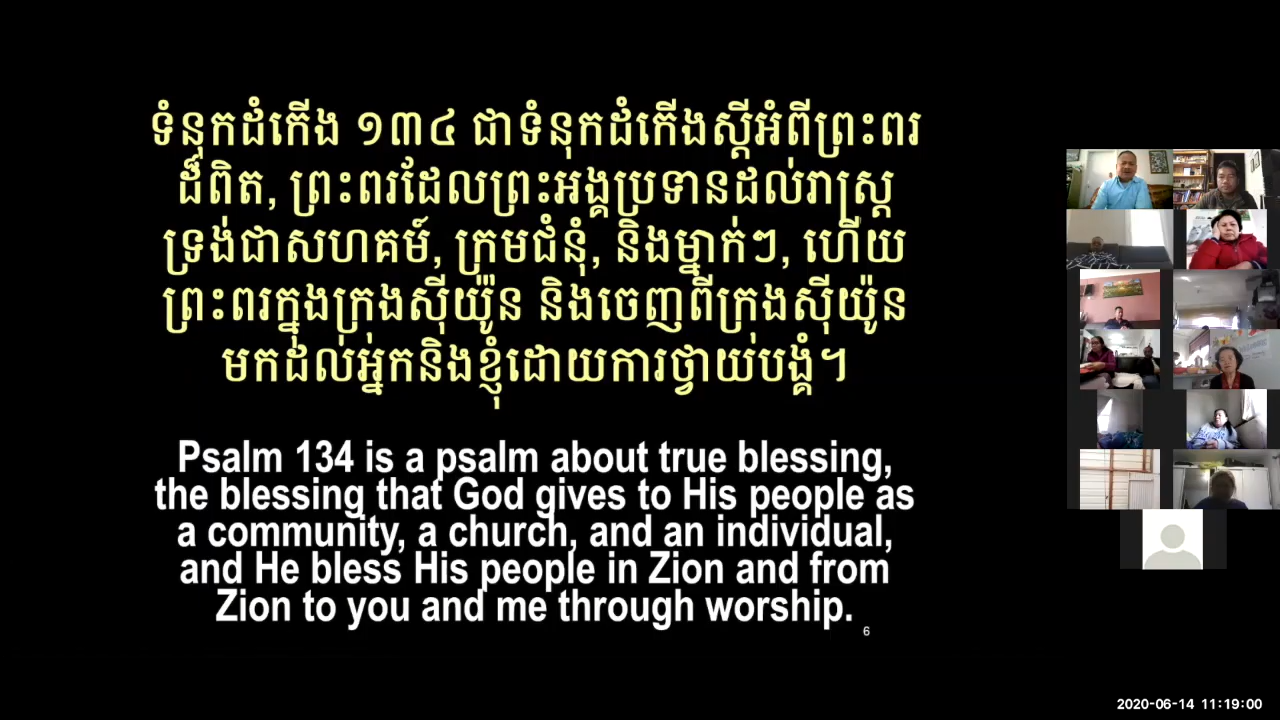 ទំនុកដំកើង ១៣៤ ជាទំនុកដំកើងស្ដីអំពីព្រះពរ
ដ៏ពិត, ព្រះពរដែលព្រះអង្គប្រទានដល់រាស្ត្រ
ទ្រង់ជាសហគមន៍, ក្រុមជំនុំ, និងម្នាក់ៗ, ហើយ
ព្រះពរក្នុងក្រុងស៊ីយ៉ូន និងចេញពីក្រុងស៊ីយ៉ូន
មកដល់អ្នកនិងខ្ញុំដោយការថ្វាយបង្គំ។
Psalm 134 is a psalm about true blessing,
the blessing that God gives to His people as
a community, a church, and an individual,
and He bless His people in Zion and from
Zion to you and me through worship.
6
2020-06-14 11:19:00